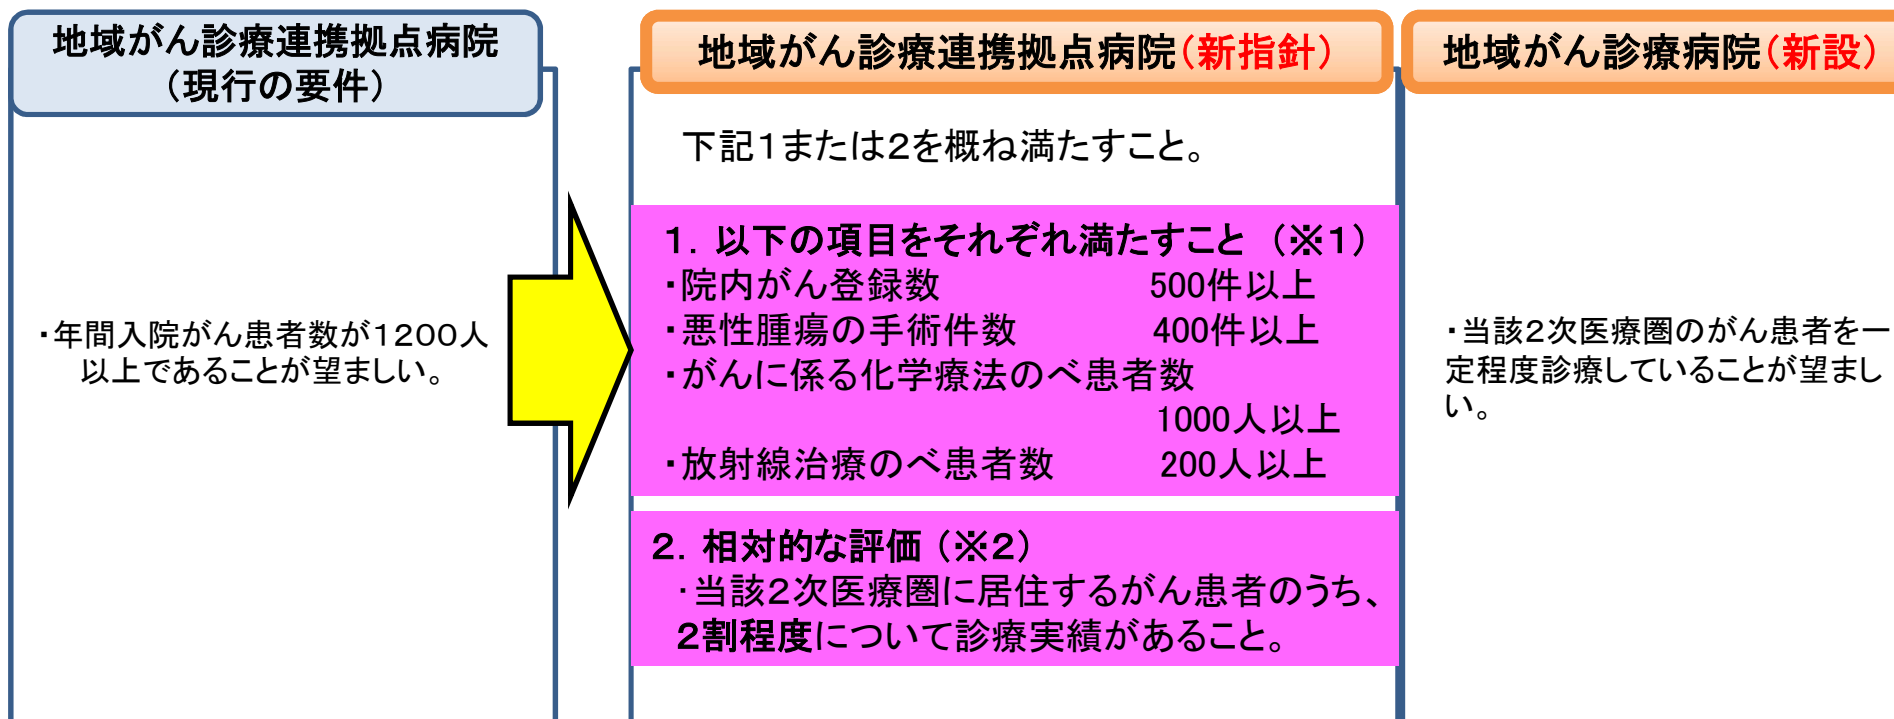 地域がん診療連携拠点病院
（現行の要件）
・年間入院がん患者数が１２００人
以上であることが望ましい。
地域がん診療連携拠点病院（新指針）
下記１または２を概ね満たすこと。
１．以下の項目をそれぞれ満たすこと（※１）
・院内がん登録数 500件以上
・悪性腫瘍の手術件数 400件以上
・がんに係る化学療法のべ患者数
1000人以上
・放射線治療のべ患者数 200人以上
２．相対的な評価（※２）
・当該２次医療圏に居住するがん患者のうち、
２割程度について診療実績があること。
地域がん診療病院（新設）
・当該２次医療圏のがん患者を一
定程度診療していることが望まし
い。